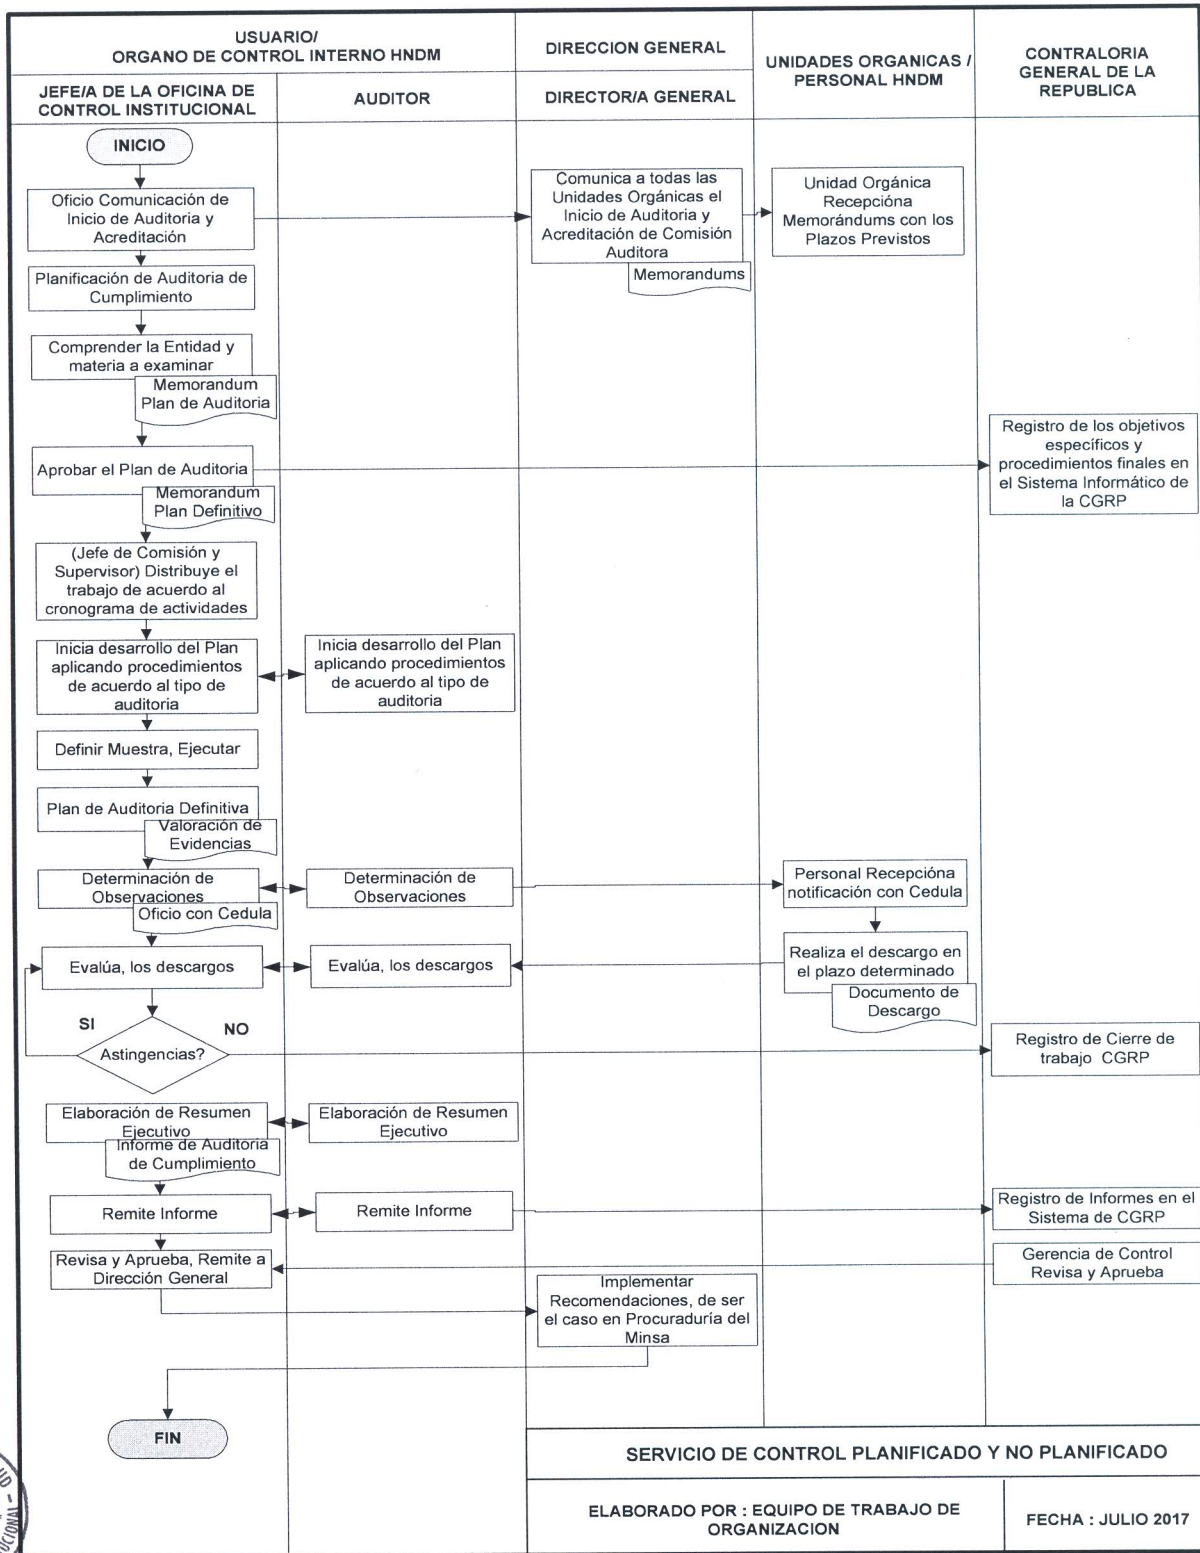 USUARIO/
ORGANO DE CONTROL INTERNO HNDM
DIRECCION GENERAL
UNIDADES ORGANICAS /
PERSONAL HNDM
CONTRALORIA
GENERAL DE LA
REPUBLICA
JEFE/A DE LA OFICINA DE
CONTROL INSTITUCIONAL
AUDITOR
DIRECTOR/A GENERAL
INICIO
Oficio Comunicación de
Inicio de Auditoria y
Acreditación
Comunica a todas las
Unidades Orgánicas el
Inicio de Auditoria y
Acreditación de Comisión
Auditora
Memorandums
Unidad Orgánica
Recepcióna
Memorándums con los
Plazos Previstos
Planificación de Auditoria de
Cumplimiento
Comprender la Entidad y
materia a examinar
Memorandum
Plan de Auditoria
Aprobar el Plan de Auditoria
Memorandum
Plan Definitivo
Registro de los objetivos
específicos y
procedimientos finales en
el Sistema Informático de
la CGRP
(Jefe de Comisión y
Supervisor) Distribuye el
trabajo de acuerdo al
cronograma de actividades
Inicia desarrollo del Plan
aplicando procedimientos
de acuerdo al tipo de
auditoria
Inicia desarrollo del Plan
aplicando procedimientos
de acuerdo al tipo de
auditoria
Definir Muestra, Ejecutar
Plan de Auditoria Definitiva
Valoración de
Evidencias
Determinación de
Observaciones
Oficio con Cedula
Determinación de
Observaciones
Personal Recepcióna
notificación con Cedula
Evalúa, los descargos
Evalúa, los descargos
Realiza el descargo en
el plazo determinado
Documento de
Descargo
SI
NO
Astingencias?
Registro de Cierre de
trabajo CGRP
Elaboración de Resumen
Ejecutivo
Informe de Auditoria
de Cumplimiento
Elaboración de Resumen
Ejecutivo
Remite Informe
Remite Informe
Registro de Informes en el
Sistema de CGRP
Revisa y Aprueba, Remite a
Dirección General
Gerencia de Control
Revisa y Aprueba
Implementar
Recomendaciones, de ser
el caso en Procuraduría del
Minsa
FIN
SERVICIO DE CONTROL PLANIFICADO Y NO PLANIFICADO
ELABORADO POR : EQUIPO DE TRABAJO DE
ORGANIZACION
FECHA : JULIO 2017